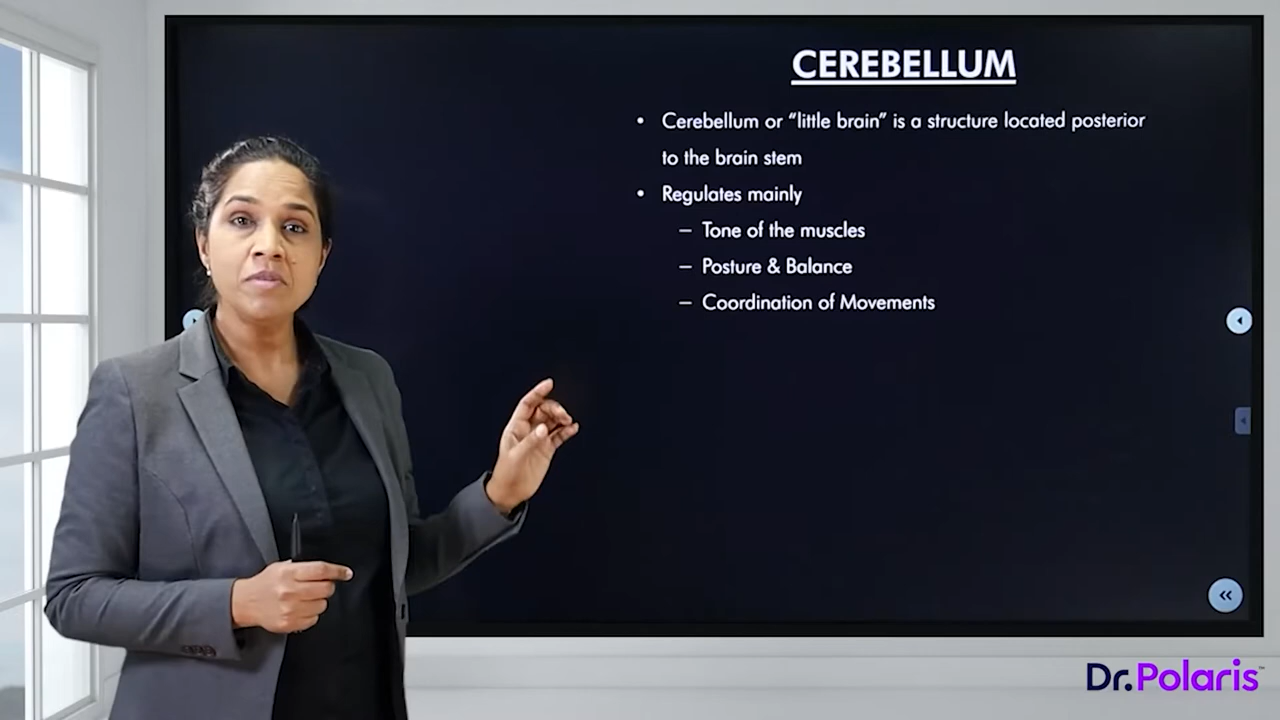 CEREBELLUM
• Cerebellum or “little brain” is a structure located posterior
to the brain stem
• Regulates mainly
– Tone of the muscles
– Posture & Balance
– Coordination of Movements
Dr.Polaris™